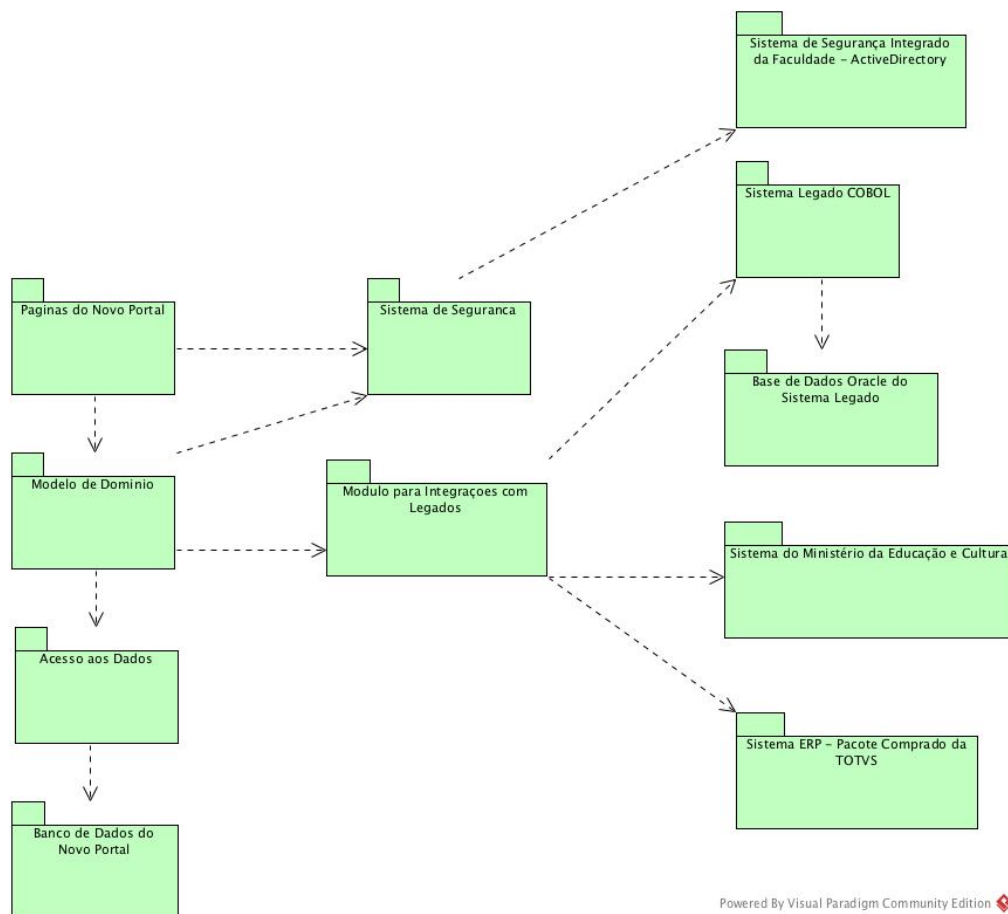 Sistema de Segurança Integrado
da Faculdade - ActiveDirectory
Sistema Legado COBOL
Paginas do Novo Portal
Sistema de Seguranca
Base de Dados Oracle do
Sistema Legado
Modelo de Dominio
Modulo para Integraçoes com
Legados
Sistema do Ministério da Educação e Cultura
Acesso aos Dados
Sistema ERP - Pacote Comprado da
TOTVS
Banco de Dados do
Novo Portal
Powered By Visual Paradigm Community Edition